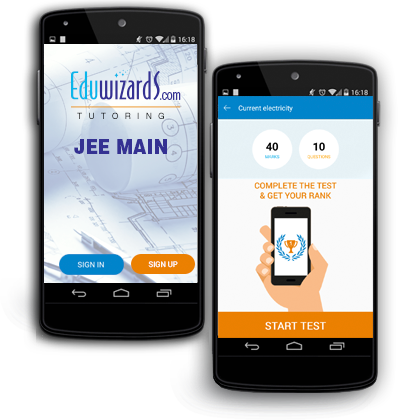 16:18
EduwizardS.com
TUTORING
JEE MAIN
SIGN IN
SIGN UP
16:18
Current electricity
40
MARKS
10
QUESTIONS
COMPLETE THE TEST
& GET YOUR RANK
START TEST